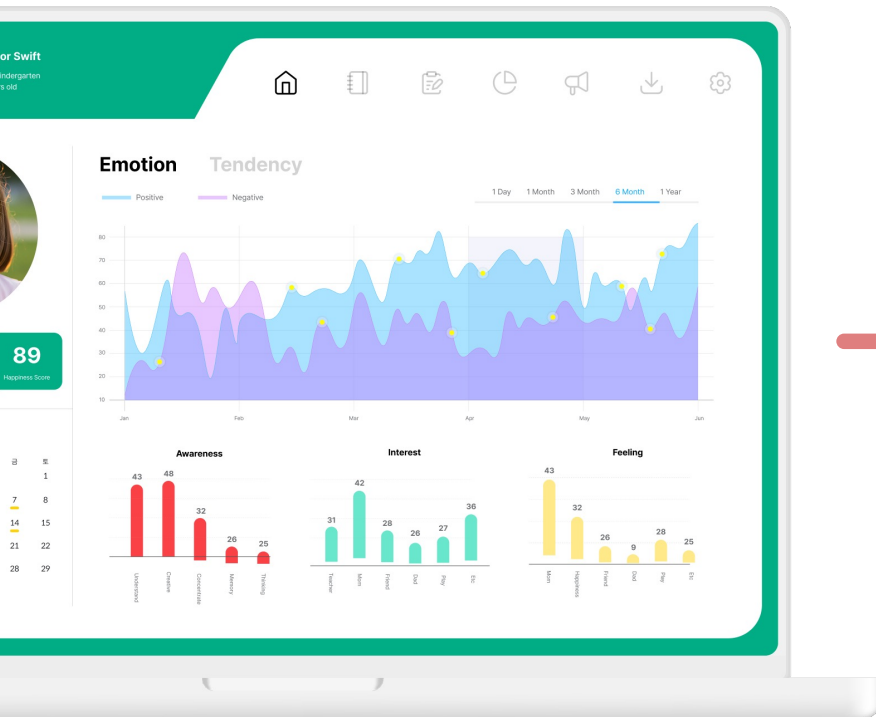 or Swift
indergarten
s old
Emotion Tendency
Positive Negative
1 Day 1 Month 3 Month 6 Month 1 Year
80
70
60
50
40
30
20
10
Jan Feb Mar Apr May Jun
89
Happiness Score
금 토
1
7 8
14 15
21 22
28 29
Awareness
43 48 32 26 25
Understand Creative Concentrate Memory Thinking
Interest
31 42 28 26 27 36
Teacher Mom Friend Dad Play Etc
Feeling
43 32 26 9 28 25
Mom Happiness Friend Dad Play Etc